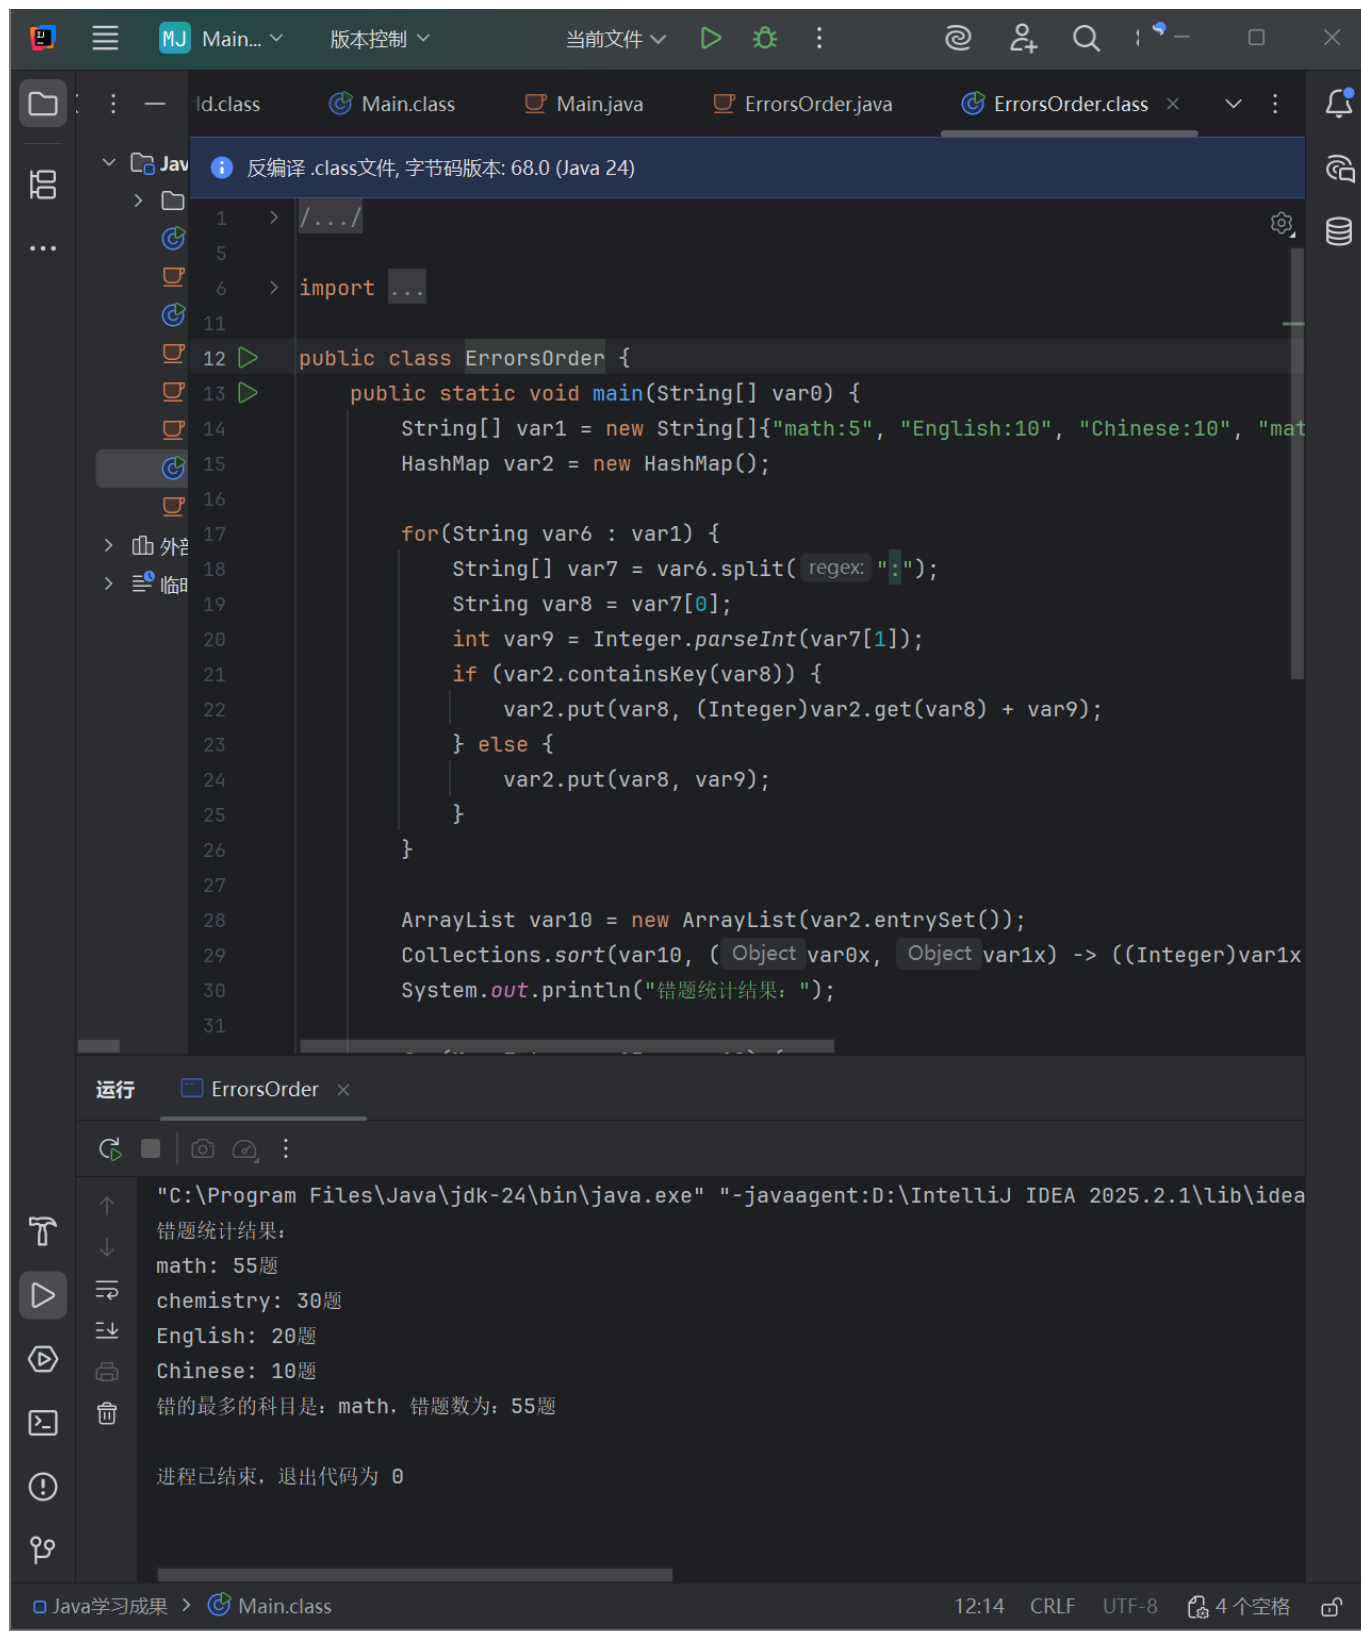 MJ Main... 版本控制 当前文件
ld.class Main.class Main.java ErrorsOrder.java ErrorsOrder.class
Jav
反编译 .class文件, 字节码版本: 68.0 (Java 24)
1 /.../
5
6 import ...
11
12 public class ErrorsOrder {
13 public static void main(String[] var0) {
14 String[] var1 = new String[]{"math:5", "English:10", "Chinese:10", "mat
15 HashMap var2 = new HashMap();
16
17 for(String var6 : var1) {
18 String[] var7 = var6.split( regex: ":");
19 String var8 = var7[0];
20 int var9 = Integer.parseInt(var7[1]);
21 if (var2.containsKey(var8)) {
22 var2.put(var8, (Integer)var2.get(var8) + var9);
23 } else {
24 var2.put(var8, var9);
25 }
26 }
27
28 ArrayList var10 = new ArrayList(var2.entrySet());
29 Collections.sort(var10, ( Object var0x, Object var1x) -> ((Integer)var1x
30 System.out.println("错题统计结果: ");
31
外部
临时
运行 ErrorsOrder
"C:\Program Files\Java\jdk-24\bin\java.exe" "-javaagent:D:\IntelliJ IDEA 2025.2.1\lib\idea
错题统计结果:
math: 55题
chemistry: 30题
English: 20题
Chinese: 10题
错的最多的科目是: math, 错题数为: 55题
进程已结束，退出代码为 0
Java学习成果 Main.class 12:14 CRLF UTF-8 4 个空格